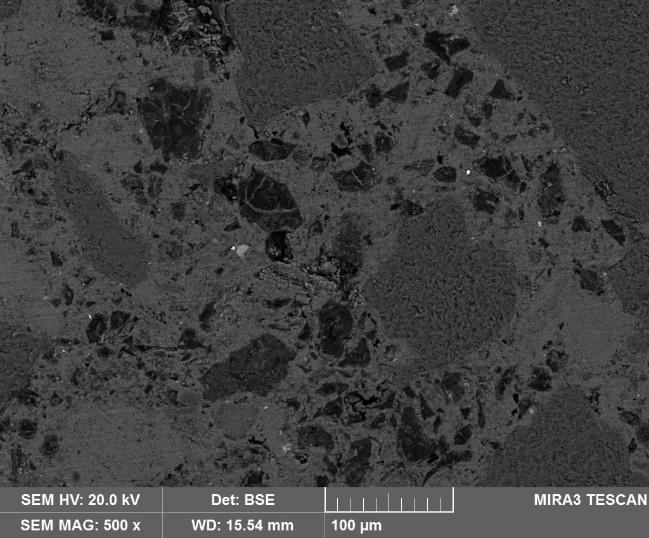 SEM HV: 20.0 kV Det: BSE MIRA3 TESCAN
SEM MAG: 500 x WD: 15.54 mm 100 µm